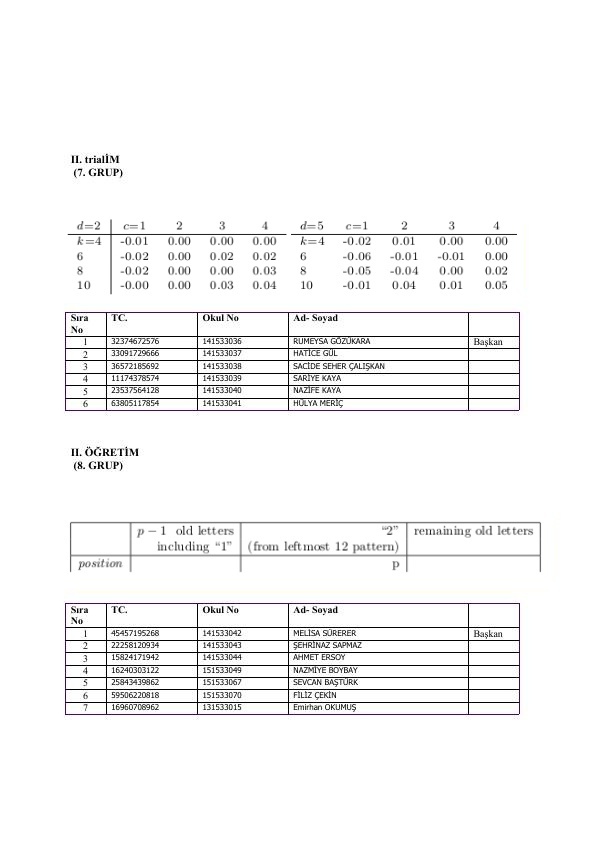 II. trialİM
(7. GRUP)
d=2 c=1 2 3 4 d=5 c=1 2 3 4
k=4 -0.01 0.00 0.00 0.00 k=4 -0.02 0.01 0.00 0.00
6 -0.02 0.00 0.02 0.02 6 -0.06 -0.01 -0.01 0.00
8 -0.02 0.00 0.00 0.03 8 -0.05 -0.04 0.00 0.02
10 -0.00 0.00 0.03 0.04 10 -0.01 0.04 0.01 0.05
Sıra No TC. Okul No Ad- Soyad
1 32374672576 141533036 RUMEYSA GÖZÜKARA Başkan
2 33091729666 141533037 HATİCE GÜL
3 36572185692 141533038 SACİDE SEHER ÇALIŞKAN
4 11174378574 141533039 SARİYE KAYA
5 23537564128 141533040 NAZİFE KAYA
6 63805117854 141533041 HÜLYA MERİÇ
II. ÖĞRETİM
(8. GRUP)
p − 1 old letters “2” remaining old letters
including “1” (from leftmost 12 pattern)
position p
Sıra No TC. Okul No Ad- Soyad
1 45457195268 141533042 MELİSA SÜRERER Başkan
2 22258120934 141533043 ŞEHRİNAZ SAPMAZ
3 15824171942 141533044 AHMET ERSOY
4 16240303122 151533049 NAZMİYE BOYBAY
5 25843439862 151533067 SEVCAN BAŞTÜRK
6 59506220818 151533070 FİLİZ ÇEKİN
7 16960708962 131533015 Emirhan OKUMUŞ